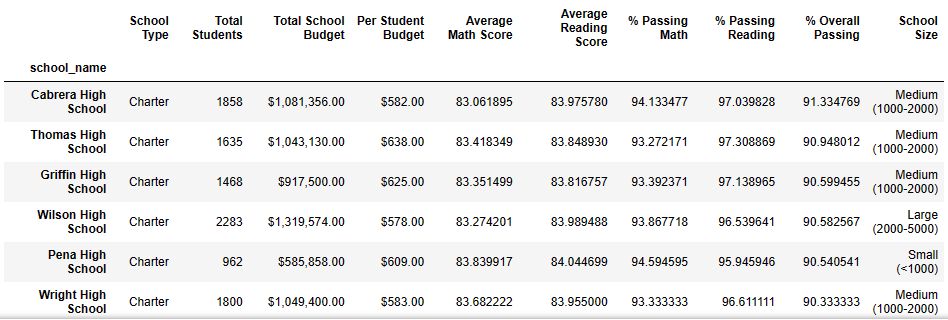 School Type Total Students Total School Budget Per Student Budget Average Math Score Average Reading Score % Passing Math % Passing Reading % Overall Passing School Size
school_name
Cabrera High School Charter 1858 $1,081,356.00 $582.00 83.061895 83.975780 94.133477 97.039828 91.334769 Medium (1000-2000)
Thomas High School Charter 1635 $1,043,130.00 $638.00 83.418349 83.848930 93.272171 97.308869 90.948012 Medium (1000-2000)
Griffin High School Charter 1468 $917,500.00 $625.00 83.351499 83.816757 93.392371 97.138965 90.599455 Medium (1000-2000)
Wilson High School Charter 2283 $1,319,574.00 $578.00 83.274201 83.989488 93.867718 96.539641 90.582567 Large (2000-5000)
Pena High School Charter 962 $585,858.00 $609.00 83.839917 84.044699 94.594595 95.945946 90.540541 Small (<1000)
Wright High School Charter 1800 $1,049,400.00 $583.00 83.682222 83.955000 93.333333 96.611111 90.333333 Medium (1000-2000)